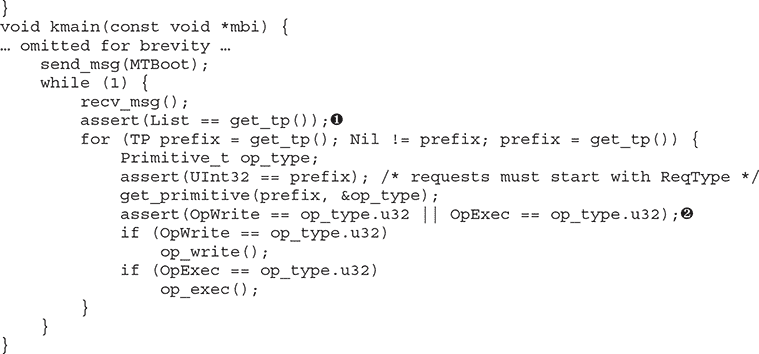 }
void kmain(const void *mbi) {
… omitted for brevity …
    send_msg(MTBoot);
    while (1) {
        recv_msg();
        assert(List == get_tp());❶
        for (TP prefix = get_tp(); Nil != prefix; prefix = get_tp()) {
            Primitive_t op_type;
            assert(UInt32 == prefix); /* requests must start with ReqType */
            get_primitive(prefix, &op_type);
            assert(OpWrite == op_type.u32 || OpExec == op_type.u32);❷
            if (OpWrite == op_type.u32)
                op_write();
            if (OpExec == op_type.u32)
                op_exec();
        }
    }
}